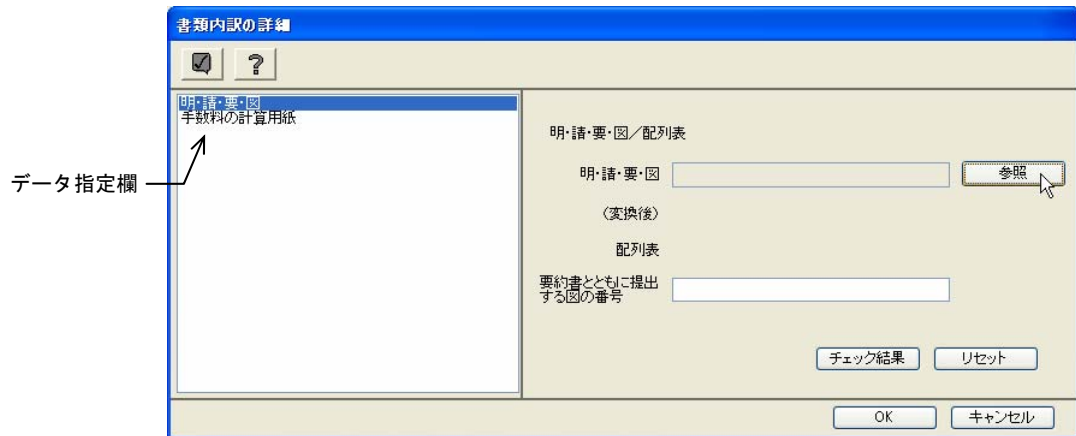 書類内訳の詳細
?
明・請・要・図
手数料の計算用紙
データ指定欄
明・請・要・図/配列表
明・請・要・図
参照
(変換後)
配列表
要約書とともに提出
する図の番号
チェック結果
リセット
OK
キャンセル